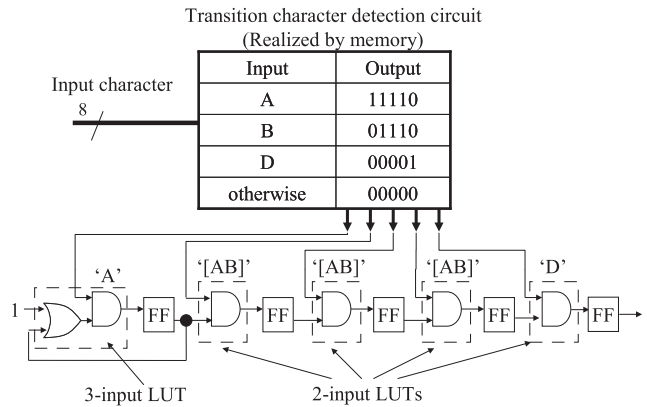 Transition character detection circuit
(Realized by memory)
Input Output
A 11110
B 01110
D 00001
otherwise 00000
Input character
8
'A' '[AB]' '[AB]' '[AB]' 'D'
1 FF FF FF FF FF
3-input LUT 2-input LUTs